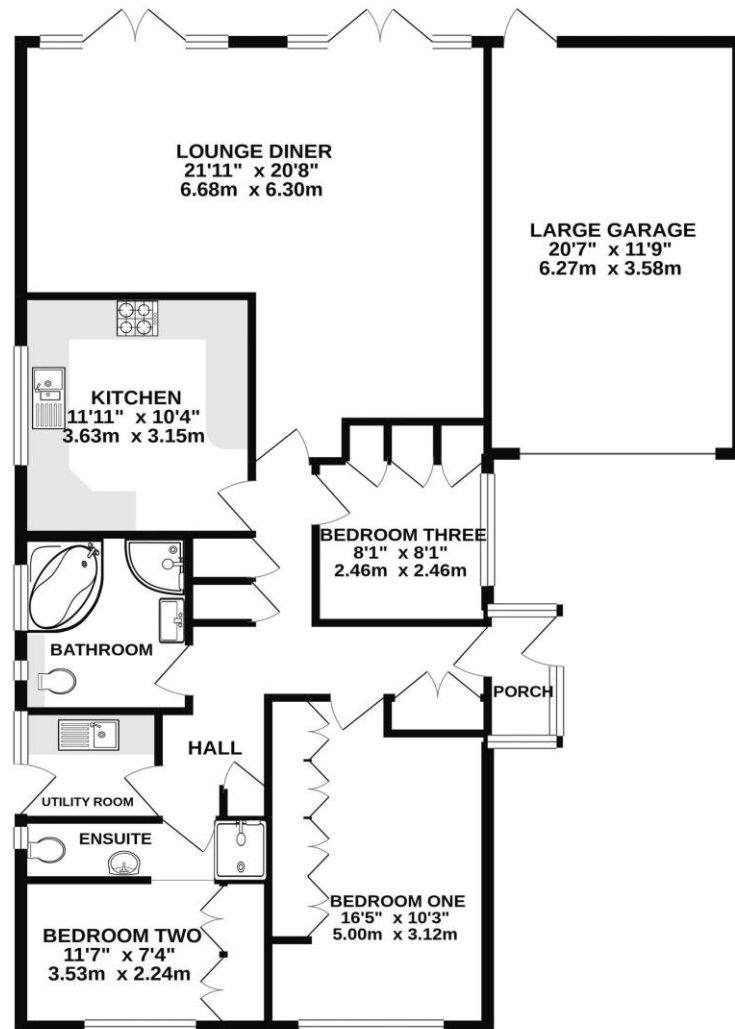 LOUNGE DINER
21'11" x 20'8"
6.68m x 6.30m
LARGE GARAGE
20'7" x 11'9"
6.27m x 3.58m
KITCHEN
11'11" x 10'4"
3.63m x 3.15m
BEDROOM THREE
8'1" x 8'1"
2.46m x 2.46m
BATHROOM
PORCH
HALL
UTILITY ROOM
ENSUITE
BEDROOM ONE
16'5" x 10'3"
5.00m x 3.12m
BEDROOM TWO
11'7" x 7'4"
3.53m x 2.24m